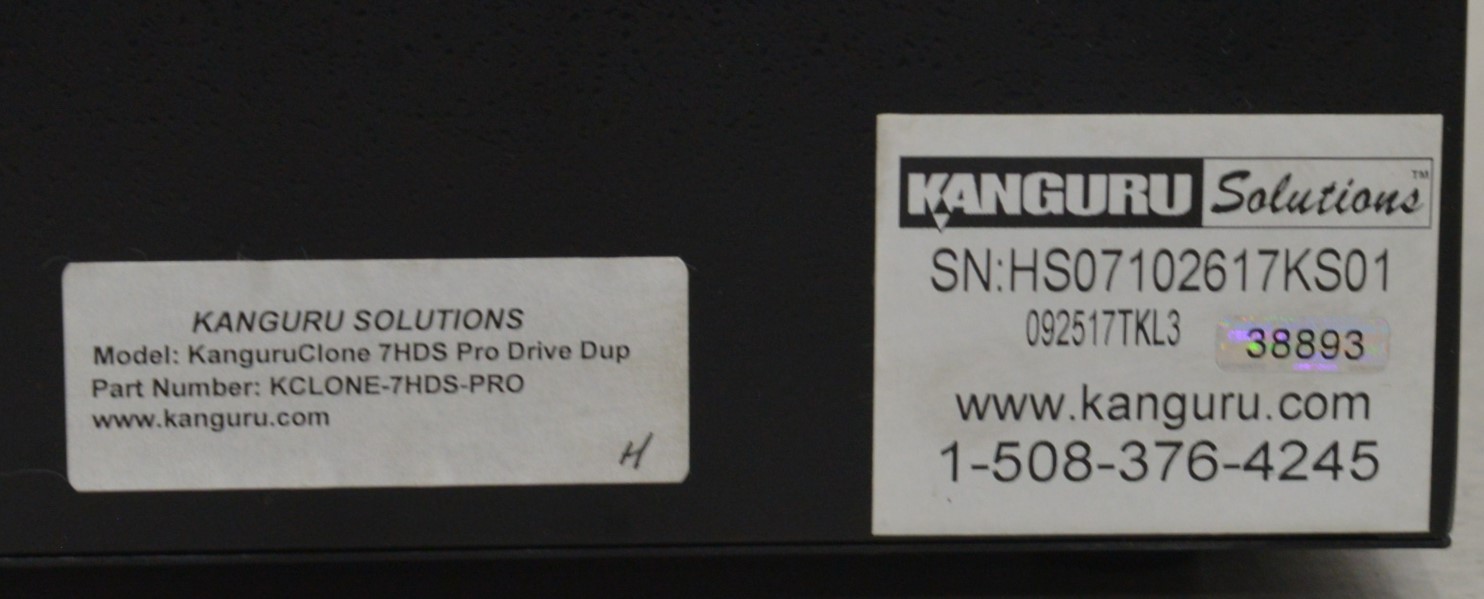 KANGURU SOLUTIONS
Model: KanguruClone 7HDS Pro Drive Dup
Part Number: KCLONE-7HDS-PRO
www.kanguru.com
H
KANGURU Solutions™
SN:HS07102617KS01
092517TKL3 38893
www.kanguru.com
1-508-376-4245